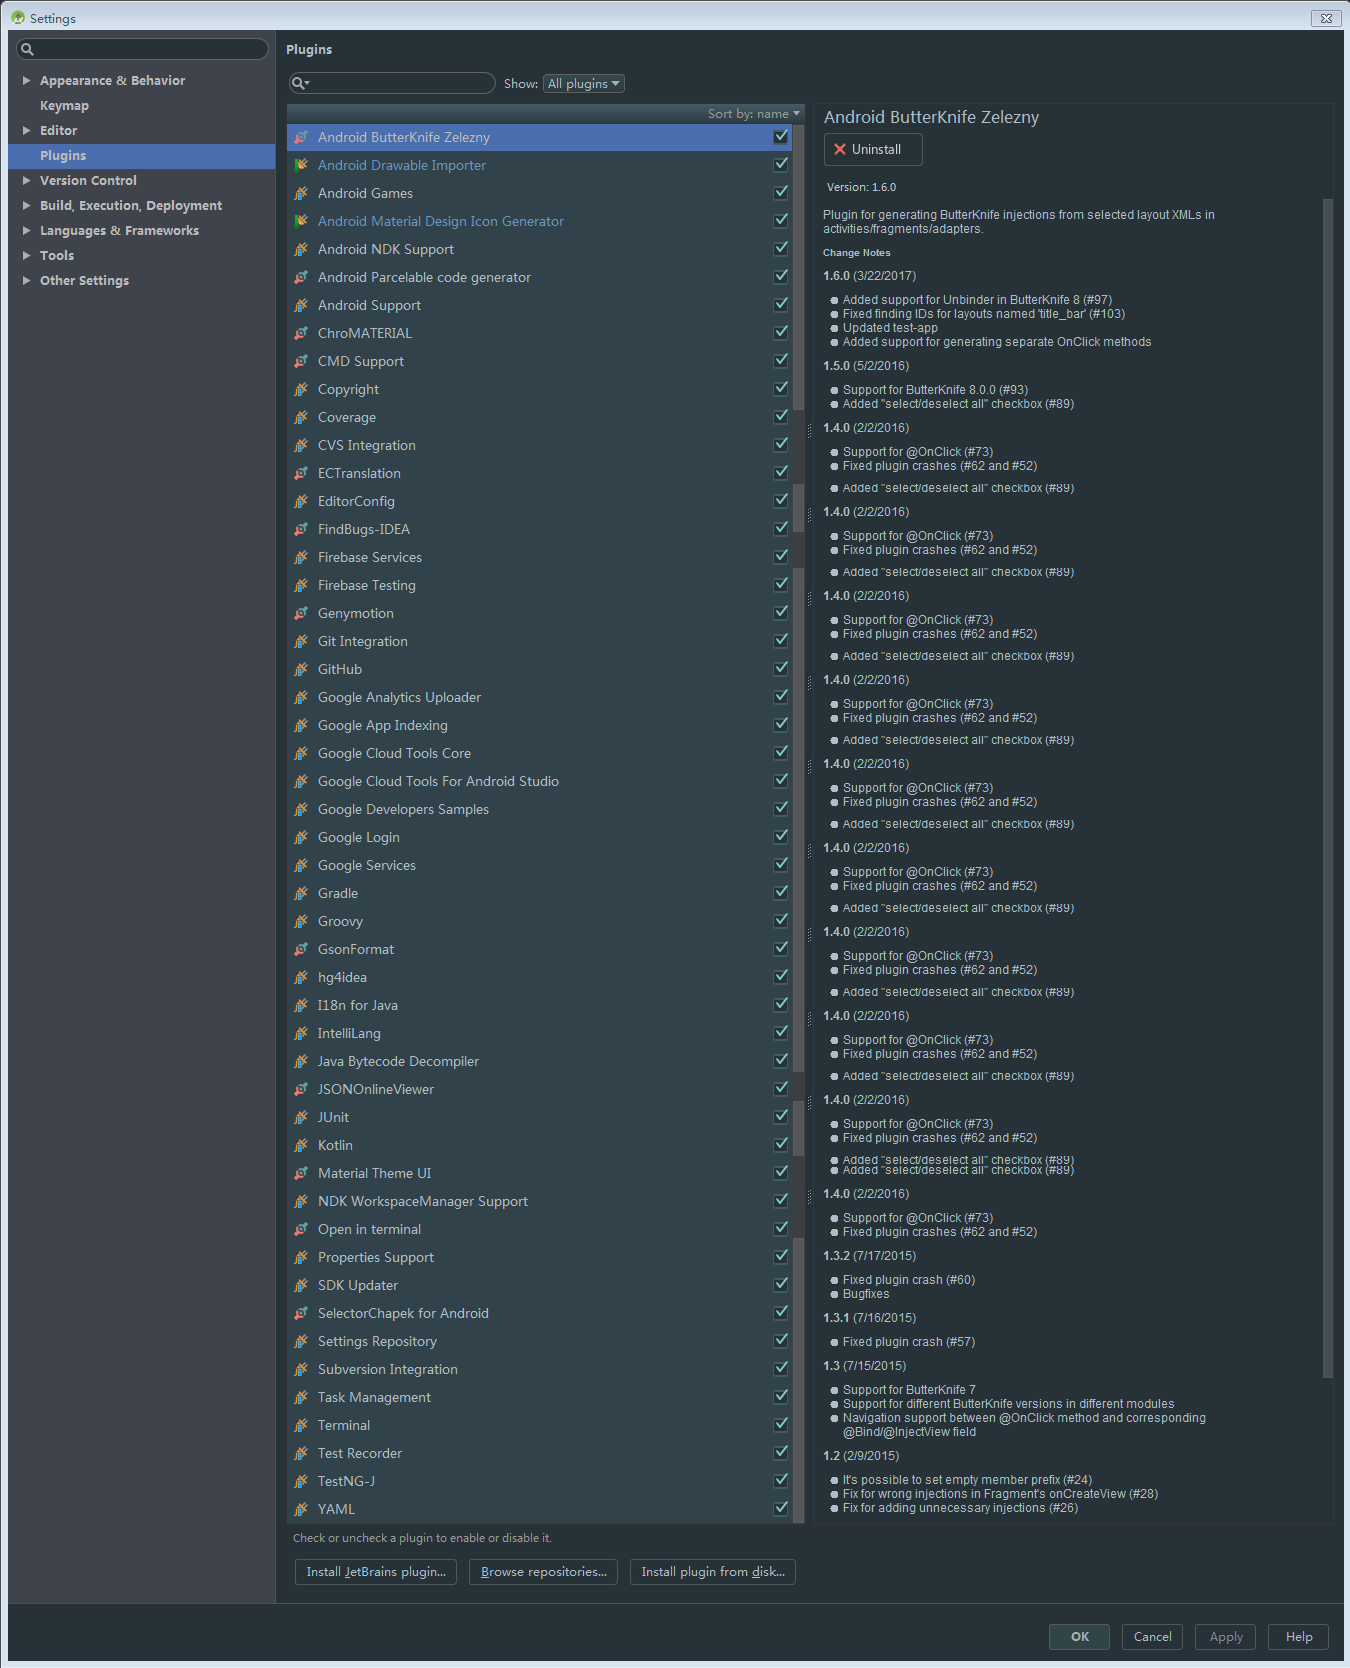 Settings
Appearance & Behavior
Keymap
Editor
Plugins
Version Control
Build, Execution, Deployment
Languages & Frameworks
Tools
Other Settings
Plugins
Show: All plugins
Sort by: name
Android ButterKnife Zelezny
Android Drawable Importer
Android Games
Android Material Design Icon Generator
Android NDK Support
Android Parcelable code generator
Android Support
ChroMATERIAL
CMD Support
Copyright
Coverage
CVS Integration
ECTranslation
EditorConfig
FindBugs-IDEA
Firebase Services
Firebase Testing
Genymotion
Git Integration
GitHub
Google Analytics Uploader
Google App Indexing
Google Cloud Tools Core
Google Cloud Tools For Android Studio
Google Developers Samples
Google Login
Google Services
Gradle
Groovy
GsonFormat
hg4idea
I18n for Java
IntelliLang
Java Bytecode Decompiler
JSONOnlineViewer
JUnit
Kotlin
Material Theme UI
NDK WorkspaceManager Support
Open in terminal
Properties Support
SDK Updater
SelectorChapek for Android
Settings Repository
Subversion Integration
Task Management
Terminal
Test Recorder
TestNG-J
YAML
Check or uncheck a plugin to enable or disable it.
Install JetBrains plugin...
Browse repositories...
Install plugin from disk...
Android ButterKnife Zelezny
Uninstall
Version: 1.6.0
Plugin for generating ButterKnife injections from selected layout XMLs in
activities/fragments/adapters.
Change Notes
1.6.0 (3/22/2017)
Added support for Unbinder in ButterKnife 8 (#97)
Fixed finding IDs for layouts named 'title_bar' (#103)
Updated test-app
Added support for generating separate OnClick methods
1.5.0 (5/2/2016)
Support for ButterKnife 8.0.0 (#93)
Added "select/deselect all" checkbox (#89)
1.4.0 (2/2/2016)
Support for @OnClick (#73)
Fixed plugin crashes (#62 and #52)
Added "select/deselect all" checkbox (#89)
1.4.0 (2/2/2016)
Support for @OnClick (#73)
Fixed plugin crashes (#62 and #52)
Added "select/deselect all" checkbox (#89)
1.4.0 (2/2/2016)
Support for @OnClick (#73)
Fixed plugin crashes (#62 and #52)
Added "select/deselect all" checkbox (#89)
1.4.0 (2/2/2016)
Support for @OnClick (#73)
Fixed plugin crashes (#62 and #52)
Added "select/deselect all" checkbox (#89)
1.4.0 (2/2/2016)
Support for @OnClick (#73)
Fixed plugin crashes (#62 and #52)
Added "select/deselect all" checkbox (#89)
1.4.0 (2/2/2016)
Support for @OnClick (#73)
Fixed plugin crashes (#62 and #52)
Added "select/deselect all" checkbox (#89)
1.4.0 (2/2/2016)
Support for @OnClick (#73)
Fixed plugin crashes (#62 and #52)
Added "select/deselect all" checkbox (#89)
1.4.0 (2/2/2016)
Support for @OnClick (#73)
Fixed plugin crashes (#62 and #52)
Added "select/deselect all" checkbox (#89)
1.4.0 (2/2/2016)
Support for @OnClick (#73)
Fixed plugin crashes (#62 and #52)
Added "select/deselect all" checkbox (#89)
Added "select/deselect all" checkbox (#89)
1.4.0 (2/2/2016)
Support for @OnClick (#73)
Fixed plugin crashes (#62 and #52)
1.3.2 (7/17/2015)
Fixed plugin crash (#60)
Bugfixes
1.3.1 (7/16/2015)
Fixed plugin crash (#57)
1.3 (7/15/2015)
Support for ButterKnife 7
Support for different ButterKnife versions in different modules
Navigation support between @OnClick method and corresponding
@Bind/@InjectView field
1.2 (2/9/2015)
It's possible to set empty member prefix (#24)
Fix for wrong injections in Fragment's onCreateView (#28)
Fix for adding unnecessary injections (#26)
OK
Cancel
Apply
Help